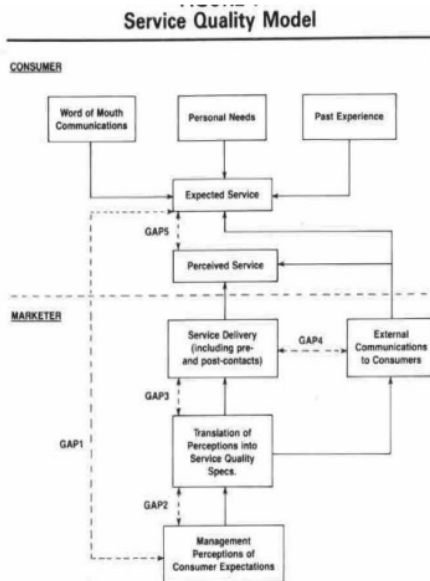 Service Quality Model
CONSUMER
Word of Mouth
Communications
Personal Needs
Past Experience
Expected Service
GAP5
Perceived Service
MARKETER
Service Delivery
(including pre-
and post-contacts)
GAP4
External
Communications
to Consumers
GAP3
Translation of
Perceptions into
Service Quality
Specs.
GAP1
GAP2
Management
Perceptions of
Consumer Expectations